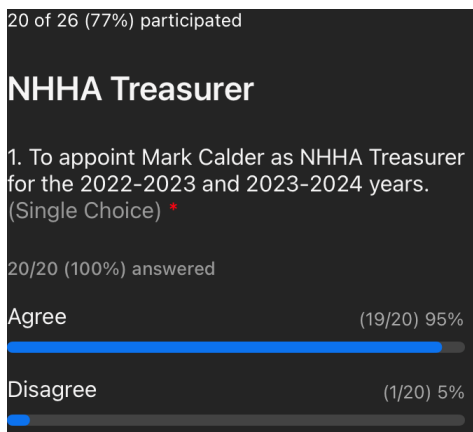 20 of 26 (77%) participated
NHHA Treasurer
1. To appoint Mark Calder as NHHA Treasurer
for the 2022-2023 and 2023-2024 years.
(Single Choice) *
20/20 (100%) answered
Agree (19/20) 95%
Disagree (1/20) 5%